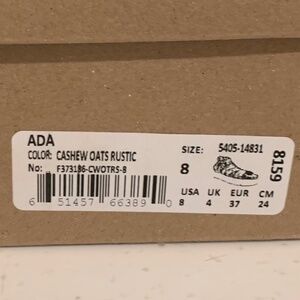 ADA
COLOR: CASHEW OATS RUSTIC
No: F373186-CWOTRS-8
6 51457 66389 0
SIZE: 5405-14831
8
USA UK EUR CM
8 4 37 24
8159